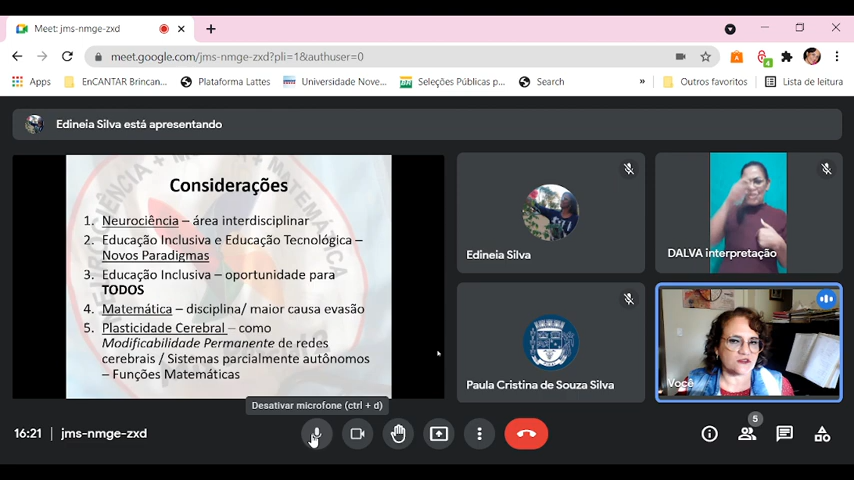 Meet: jms-nmge-zxd
meet.google.com/jms-nmge-zxd?pli=1&authuser=0
Apps
EnCANTAR Brincan...
Plataforma Lattes
Universidade Nove...
Seleções Públicas p...
Search
»
Outros favoritos
Lista de leitura
Edineia Silva está apresentando
Considerações
1. Neurociência – área interdisciplinar
2. Educação Inclusiva e Educação Tecnológica –
Novos Paradigmas
3. Educação Inclusiva – oportunidade para
TODOS
4. Matemática – disciplina/ maior causa evasão
5. Plasticidade Cerebral – como
Modificabilidade Permanente de redes
cerebrais / Sistemas parcialmente autônomos
– Funções Matemáticas
Edineia Silva
DALVA interpretação
Paula Cristina de Souza Silva
Você
Desativar microfone (ctrl + d)
16:21 | jms-nmge-zxd
5